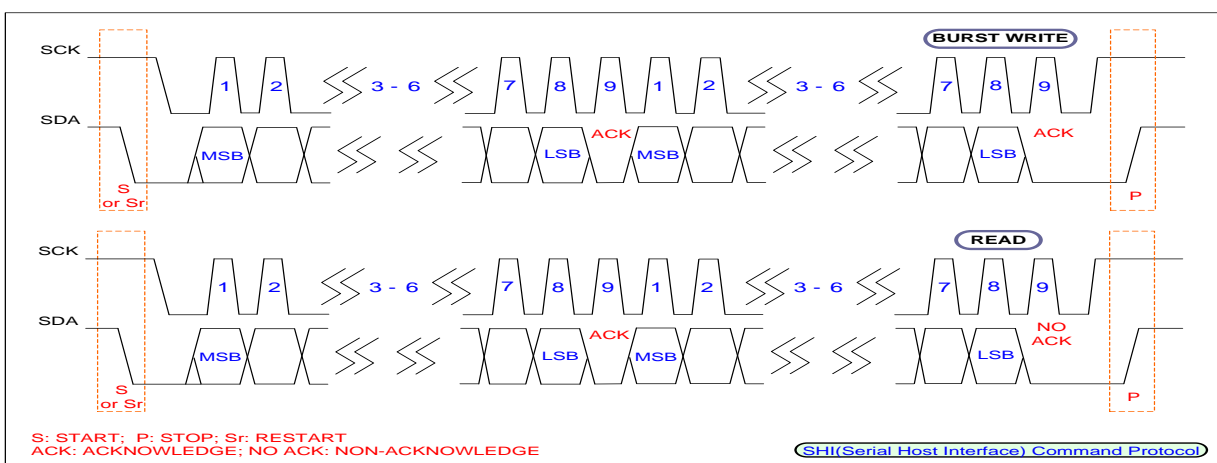 BURST WRITE
SCK
1 2 3 - 6 7 8 9 1 2 3 - 6 7 8 9
SDA
ACK ACK
MSB LSB MSB LSB
S
or Sr
P
READ
SCK
1 2 3 - 6 7 8 9 1 2 3 - 6 7 8 9
SDA
ACK NO
ACK
MSB LSB MSB LSB
S
or Sr
P
S: START; P: STOP; Sr: RESTART
ACK: ACKNOWLEDGE; NO ACK: NON-ACKNOWLEDGE
SHI(Serial Host Interface) Command Protocol